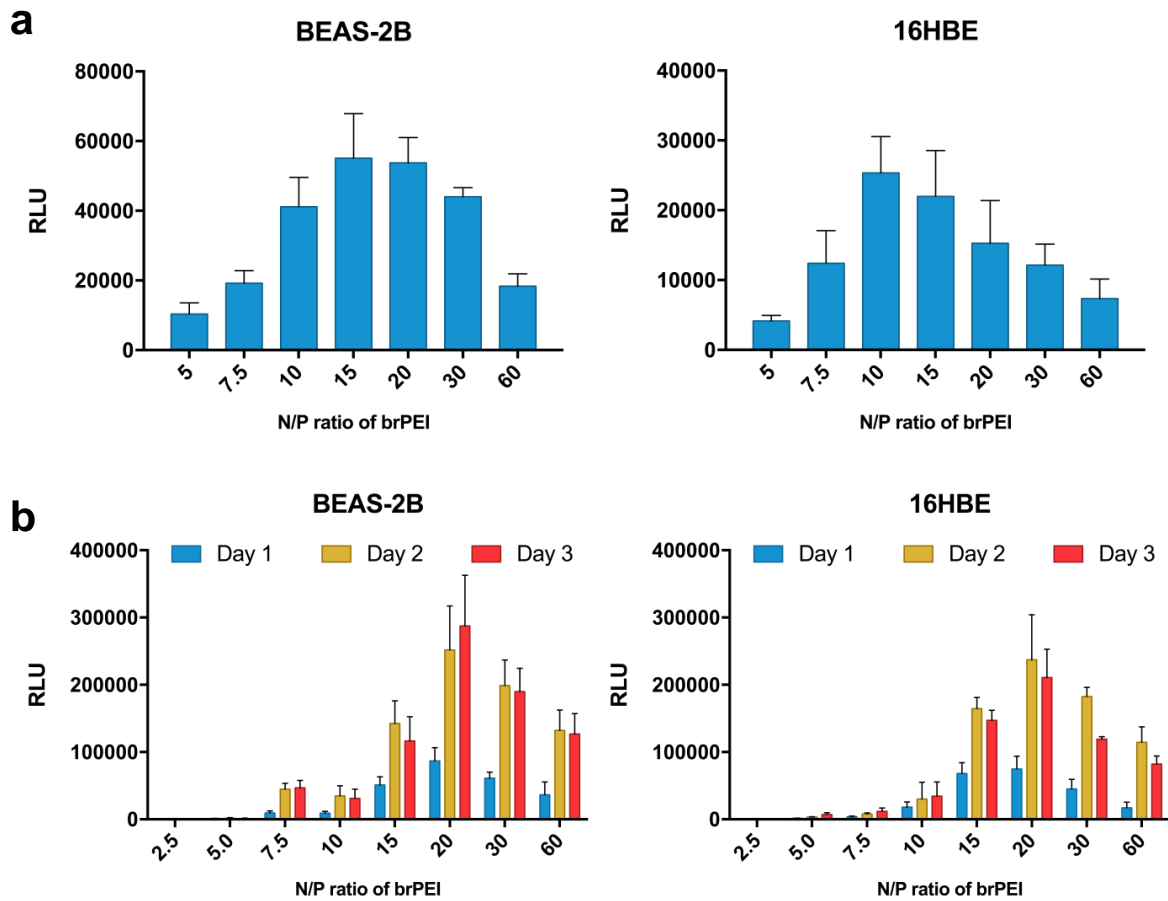 a
BEAS-2B
16HBE
80000
60000
40000
20000
0
RLU
5 7.5 10 15 20 30 60
N/P ratio of brPEI
40000
30000
20000
10000
0
RLU
5 7.5 10 15 20 30 60
N/P ratio of brPEI
b
BEAS-2B
Day 1 Day 2 Day 3
400000
300000
200000
100000
0
RLU
2.5 5.0 7.5 10 15 20 30 60
N/P ratio of brPEI
16HBE
Day 1 Day 2 Day 3
400000
300000
200000
100000
0
RLU
2.5 5.0 7.5 10 15 20 30 60
N/P ratio of brPEI